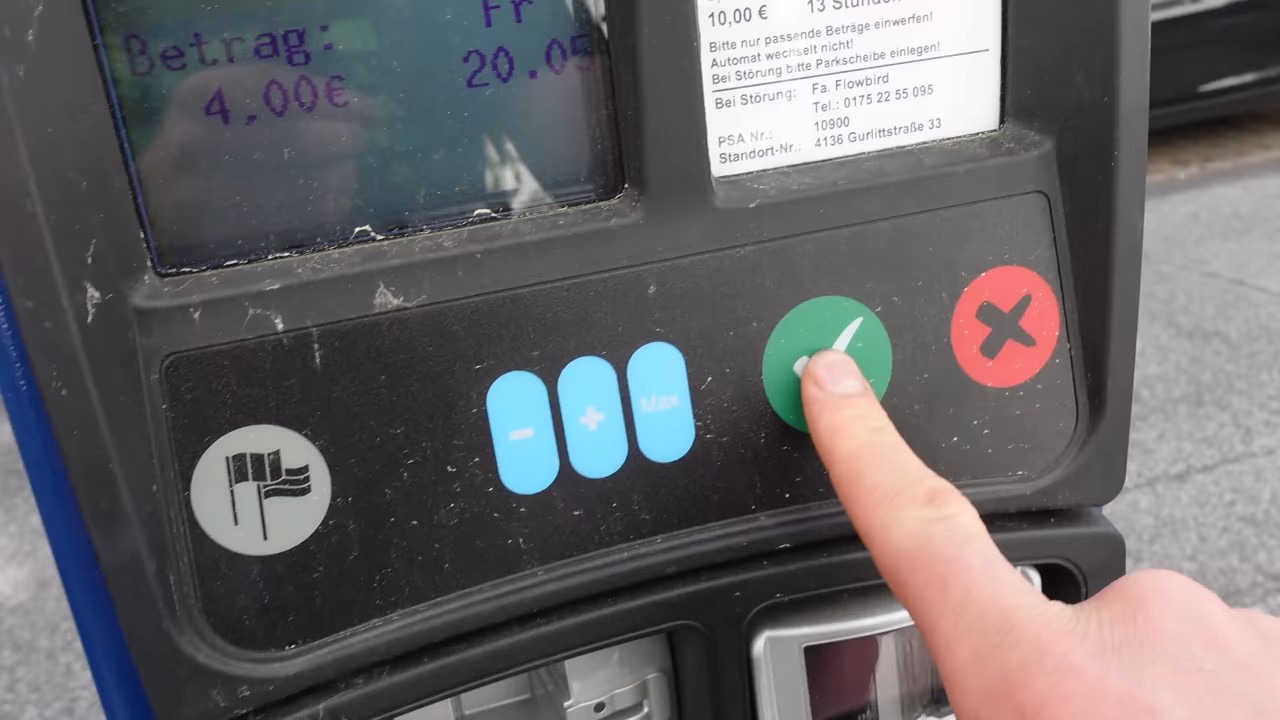 Fr
Betrag:
20.05
4,00€
10,00 € 13 Stunden
Bitte nur passende Beträge einwerfen!
Automat wechselt nicht!
Bei Störung bitte Parkscheibe einlegen!
Bei Störung: Fa. Flowbird
Tel.: 0175 22 55 095
PSA Nr.: 10900
Standort-Nr.: 4136 Gurlittstraße 33
- + Max